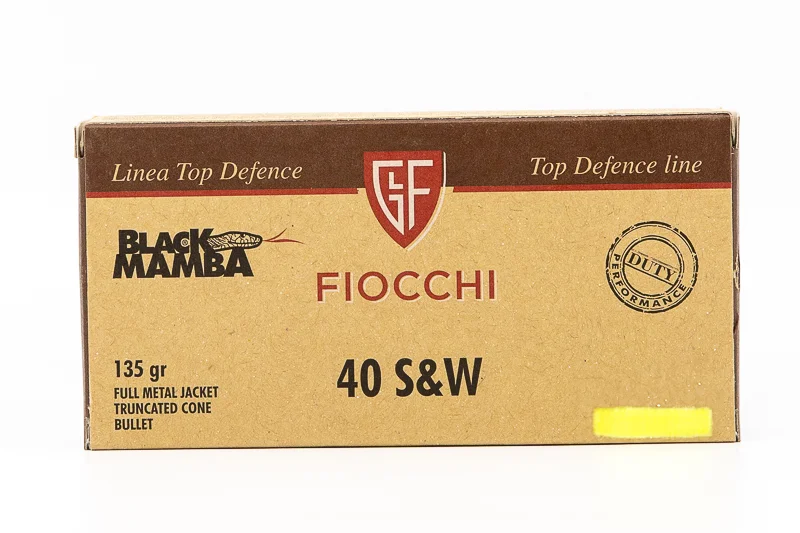 Linea Top Defence
Top Defence line
GFL
BLACK
MAMBA
FIOCCHI
DUTY
PERFORMANCE
135 gr
FULL METAL JACKET
TRUNCATED CONE
BULLET
40 S&W